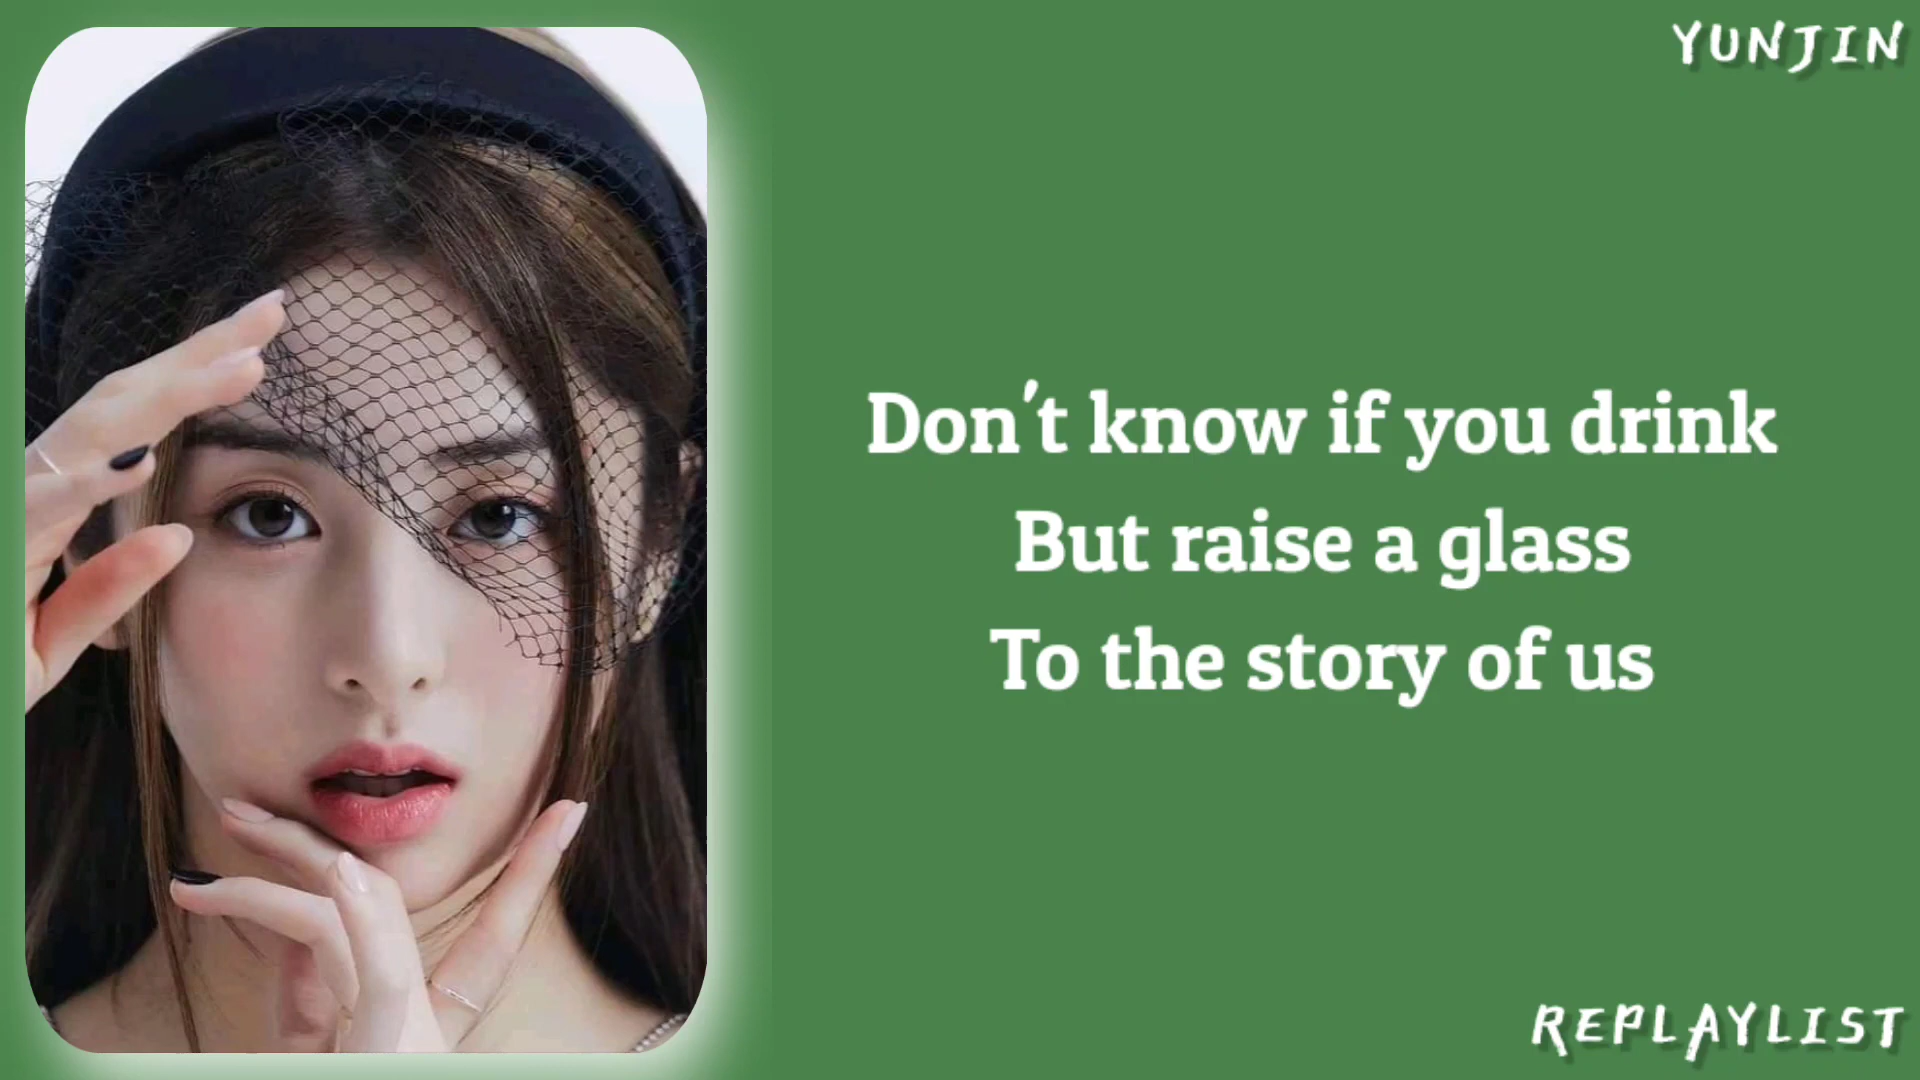 YUNJIN
Don't know if you drink
But raise a glass
To the story of us
REPLAYLIST